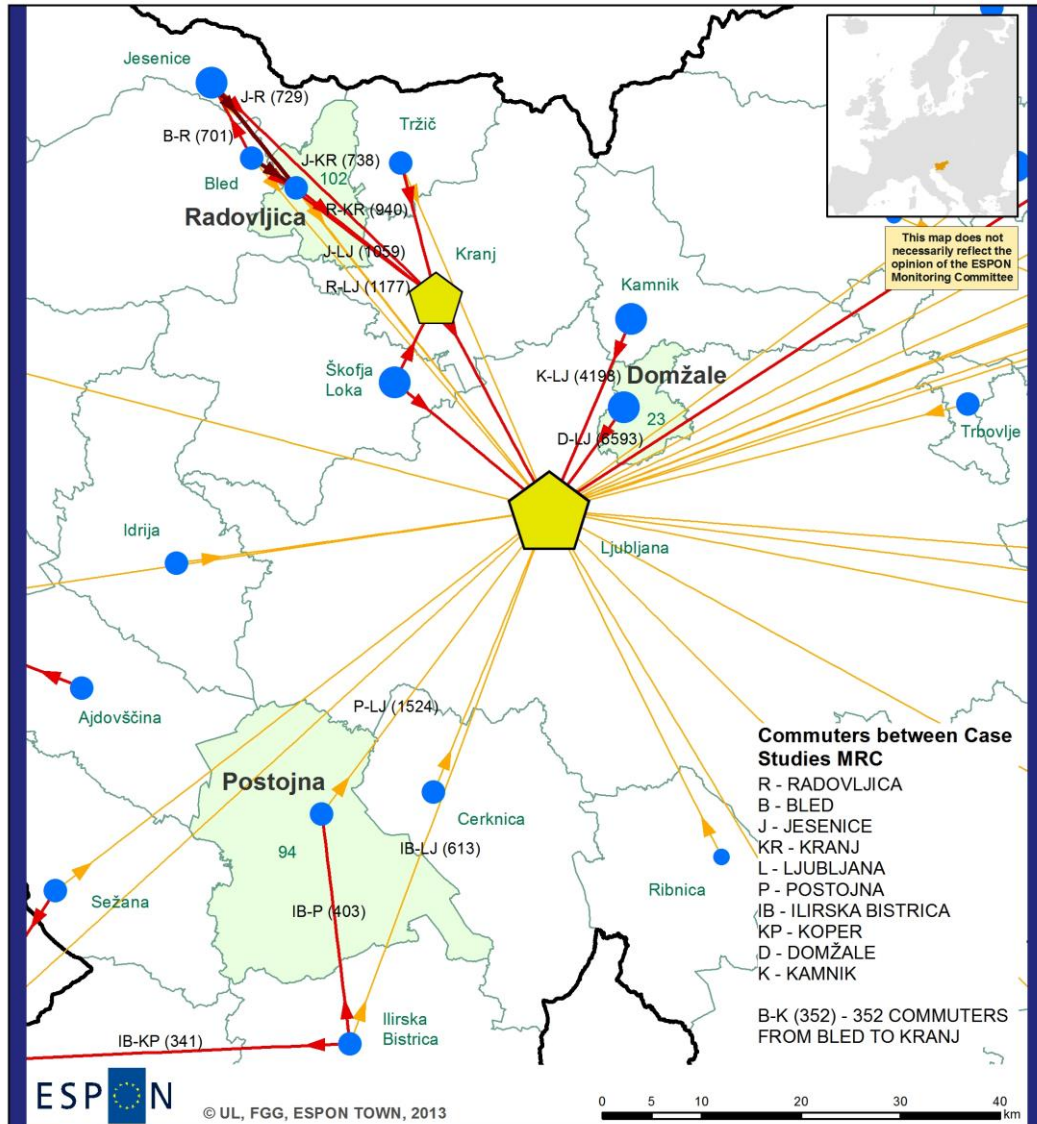 Jesenice
J-R (729)
B-R (701)
Tržič
J-KR (738)
102
Bled
Radovljica
R-KR (940)
J-LJ (1059)
Kranj
R-LJ (1177)
This map does not
necessarily reflect the
opinion of the ESPON
Monitoring Committee
Kamnik
Škofja
Loka
K-LJ (4198)
Domžale
23
D-LJ (6593)
Trbovlje
Idrija
Ljubljana
Ajdovščina
P-LJ (1524)
Postojna
Cerknica
94
IB-LJ (613)
Ribnica
Sežana
IB-P (403)
Ilirska
Bistrica
IB-KP (341)
Commuters between Case
Studies MRC
R - RADOVLJICA
B - BLED
J - JESENICE
KR - KRANJ
L - LJUBLJANA
P - POSTOJNA
IB - ILIRSKA BISTRICA
KP - KOPER
D - DOMŽALE
K - KAMNIK
B-K (352) - 352 COMMUTERS
FROM BLED TO KRANJ
ESPON
© UL, FGG, ESPON TOWN, 2013
0 5 10 20 30 40
km